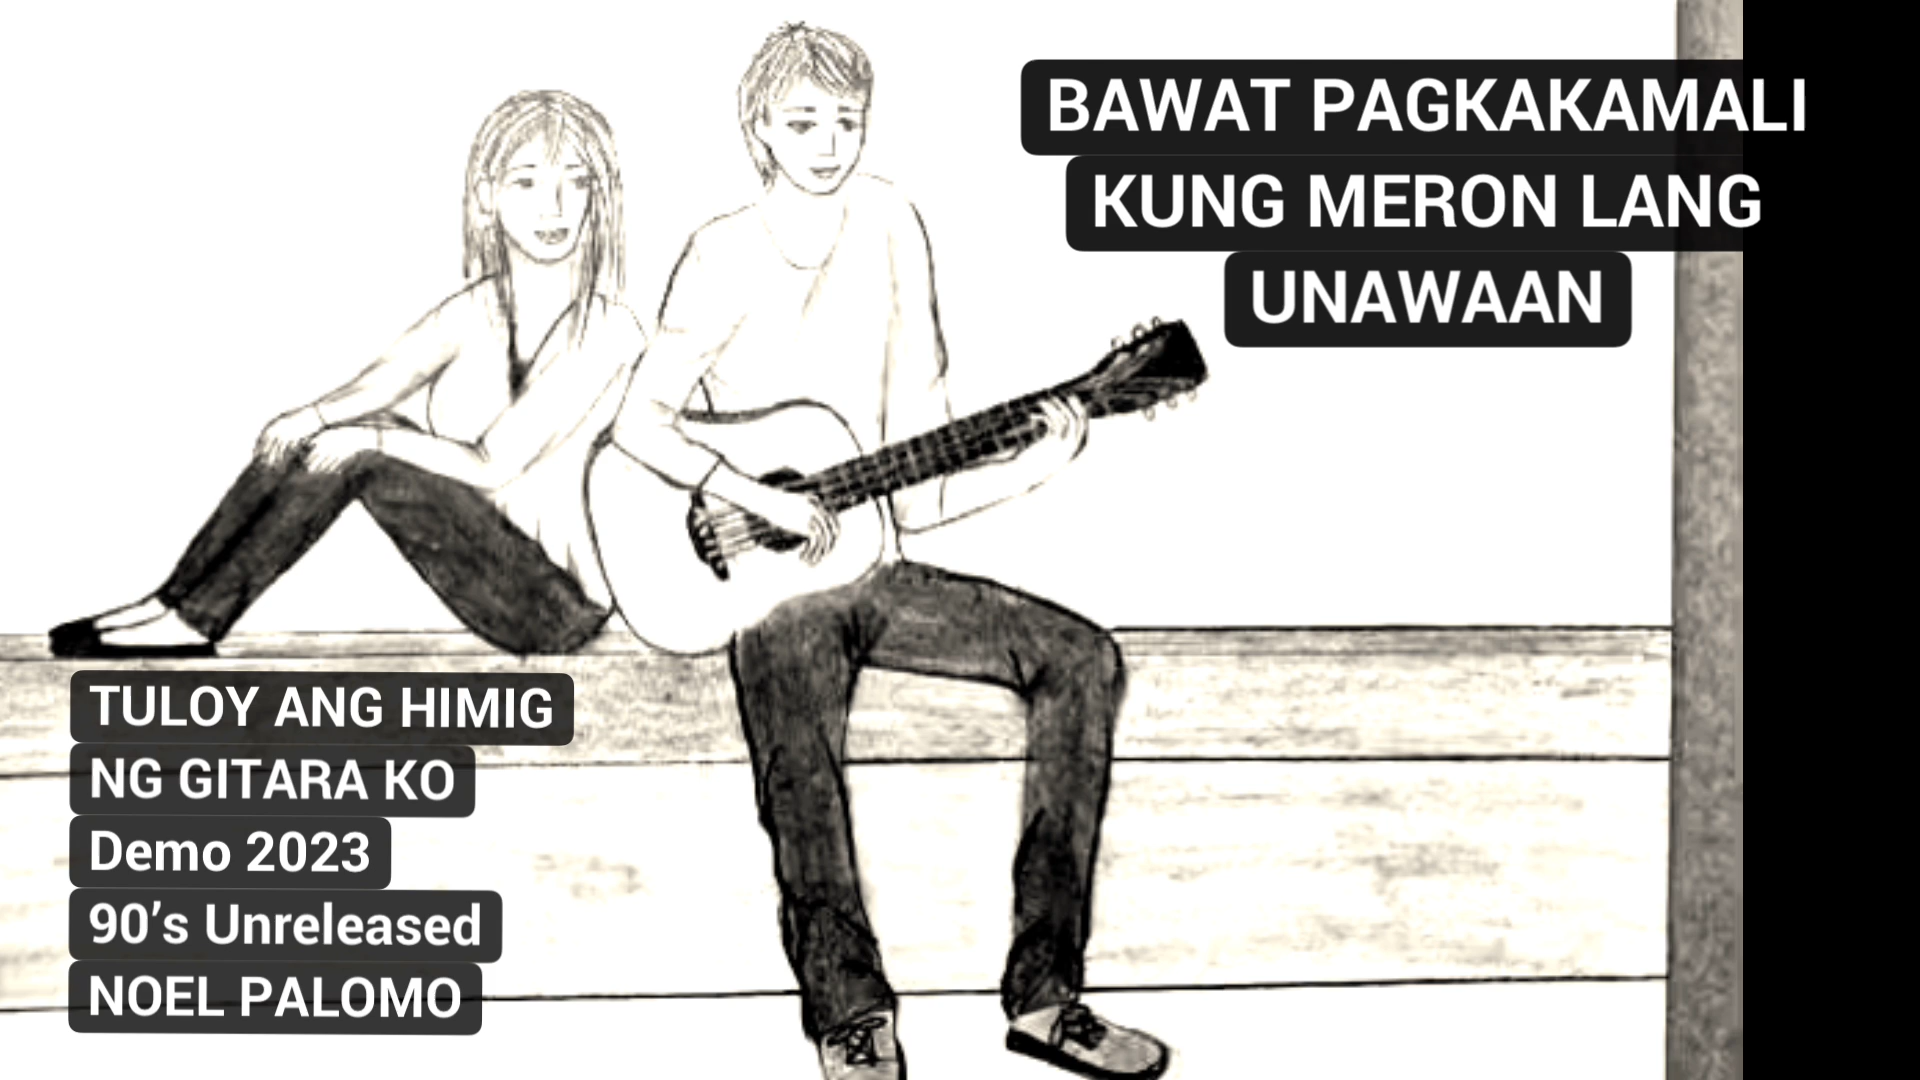 BAWAT PAGKAKAMALI
KUNG MERON LANG
UNAWAAN
TULOY ANG HIMIG
NG GITARA KO
Demo 2023
90's Unreleased
NOEL PALOMO